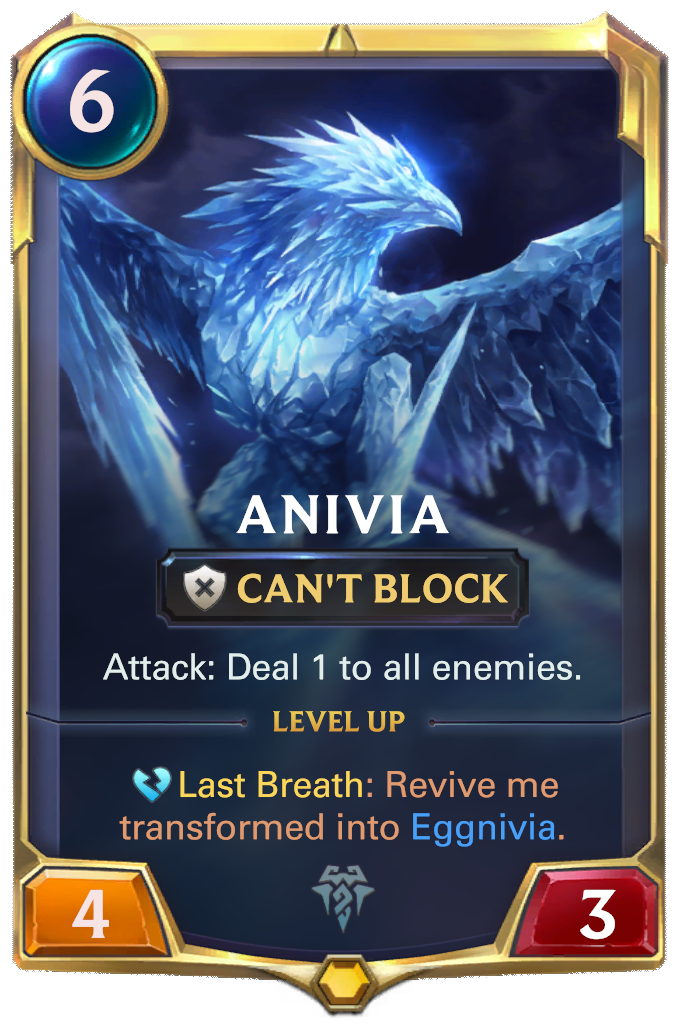 6
ANIVIA
CAN'T BLOCK
Attack: Deal 1 to all enemies.
LEVEL UP
Last Breath: Revive me
transformed into Eggnivia.
4
3